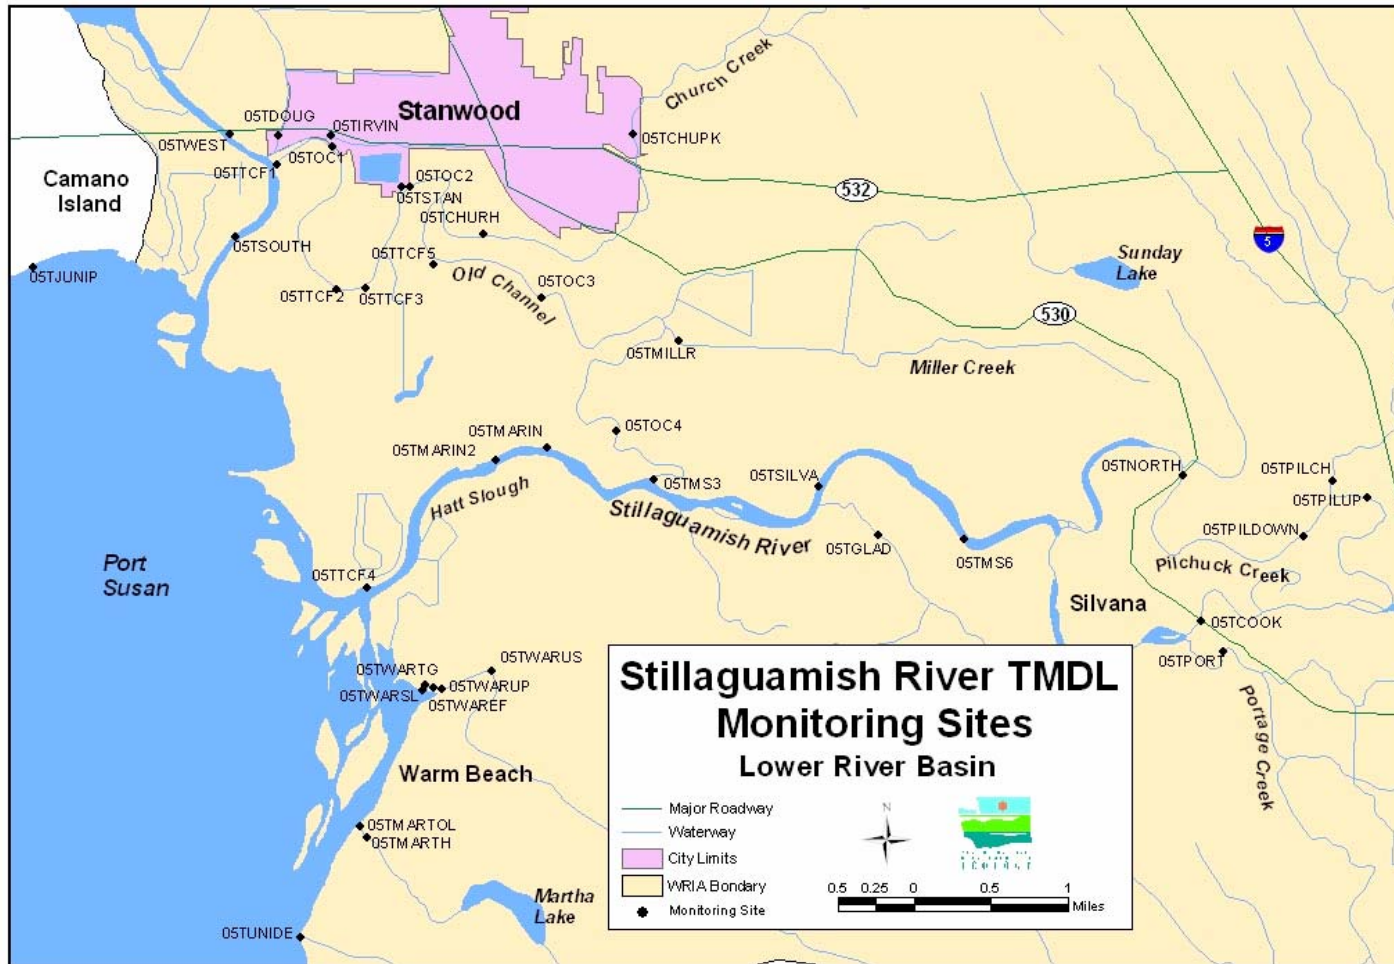 Church Creek
Stanwood
05TDOUG
05TIRVIN
05TWEST
05TCHUPK
05TOC1
05TTCF1
Camano
Island
05TOC2
05TSTAN
532
05TCHURH
05TSOUTH
5
05TTCF5
Sunday
Lake
05TJUNIP
Old Channel
05TOC3
05TTCF2
05TTCF3
530
05TMILLR
Miller Creek
05TOC4
05TMARIN
05TMARIN2
05TNORTH
05TPILCH
05TMS3
05TSILVA
05TPILUP
Hatt Slough
Stillaguamish River
05TPILDOWN
05TGLAD
05TMS6
Port
Susan
Pilchuck Creek
05TTCF4
Silvana
05TCOOK
05TPORT
05TWARUS
05TWARTG
05TWARUP
05TWARSL
05TWAREF
Portage Creek
Warm Beach
05TMARTOL
05TMARTH
Martha
Lake
05TUNIDE
Stillaguamish River TMDL
Monitoring Sites
Lower River Basin
Major Roadway
Waterway
City Limits
WRIA Bondary
Monitoring Site
N
ECOLOGY
0.5 0.25 0 0.5 1
Miles